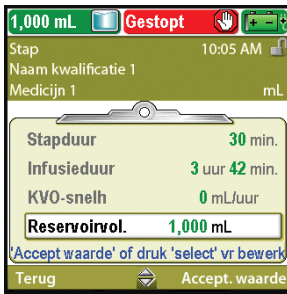 1,000 mL Gestopt
Stap 10:05 AM
Naam kwalificatie 1
Medicijn 1 mL
Stapduur 30 min.
Infusieduur 3 uur 42 min.
KVO-snelh 0 mL/uur
Reservoirvol. 1,000 mL
'Accept waarde' of druk 'select' vr bewerk
Terug Accept. waarde